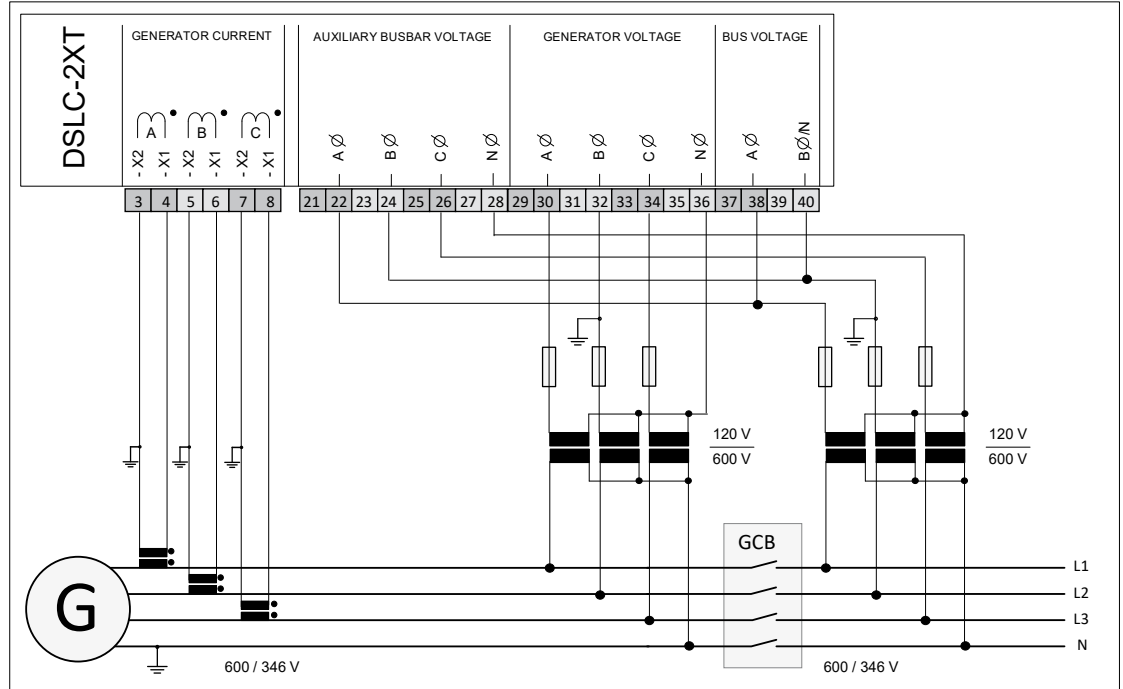 DSLC-2XT
GENERATOR CURRENT
AUXILIARY BUSBAR VOLTAGE
GENERATOR VOLTAGE
BUS VOLTAGE
A B C
- X2 - X1 - X2 - X1 - X2 - X1
A Ø B Ø C Ø N Ø A Ø B Ø C Ø N Ø A Ø BØ/N
3 4 5 6 7 8 21 22 23 24 25 26 27 28 29 30 31 32 33 34 35 36 37 38 39 40
120 V
600 V
120 V
600 V
GCB
G
L1
L2
L3
N
600 / 346 V
600 / 346 V